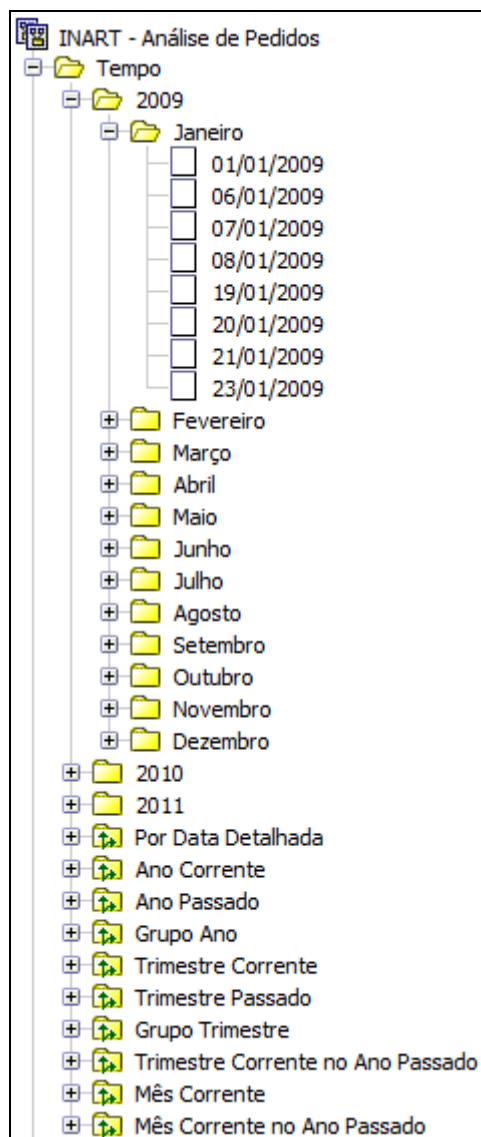 INART - Análise de Pedidos
Tempo
2009
Janeiro
01/01/2009
06/01/2009
07/01/2009
08/01/2009
19/01/2009
20/01/2009
21/01/2009
23/01/2009
Fevereiro
Março
Abril
Maio
Junho
Julho
Agosto
Setembro
Outubro
Novembro
Dezembro
2010
2011
Por Data Detalhada
Ano Corrente
Ano Passado
Grupo Ano
Trimestre Corrente
Trimestre Passado
Grupo Trimestre
Trimestre Corrente no Ano Passado
Mês Corrente
Mês Corrente no Ano Passado